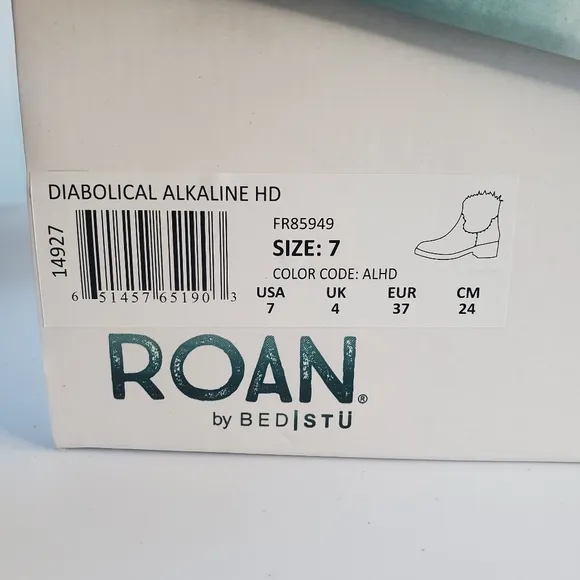 DIABOLICAL ALKALINE HD
14927
6 51457 65190 3
FR85949
SIZE: 7
COLOR CODE: ALHD
USA UK EUR CM
7 4 37 24
ROAN®
by BED|STÜ